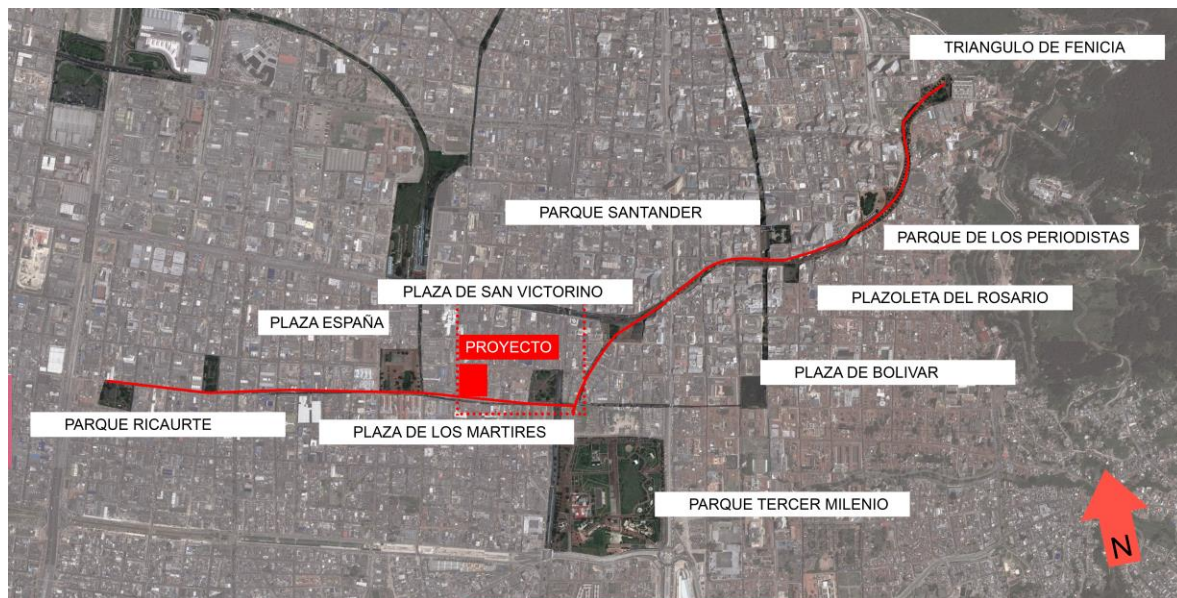 TRIANGULO DE FENICIA
PARQUE SANTANDER
PARQUE DE LOS PERIODISTAS
PLAZA DE SAN VICTORINO
PLAZOLETA DEL ROSARIO
PLAZA ESPAÑA
PROYECTO
PLAZA DE BOLIVAR
PARQUE RICAURTE
PLAZA DE LOS MARTIRES
PARQUE TERCER MILENIO
N